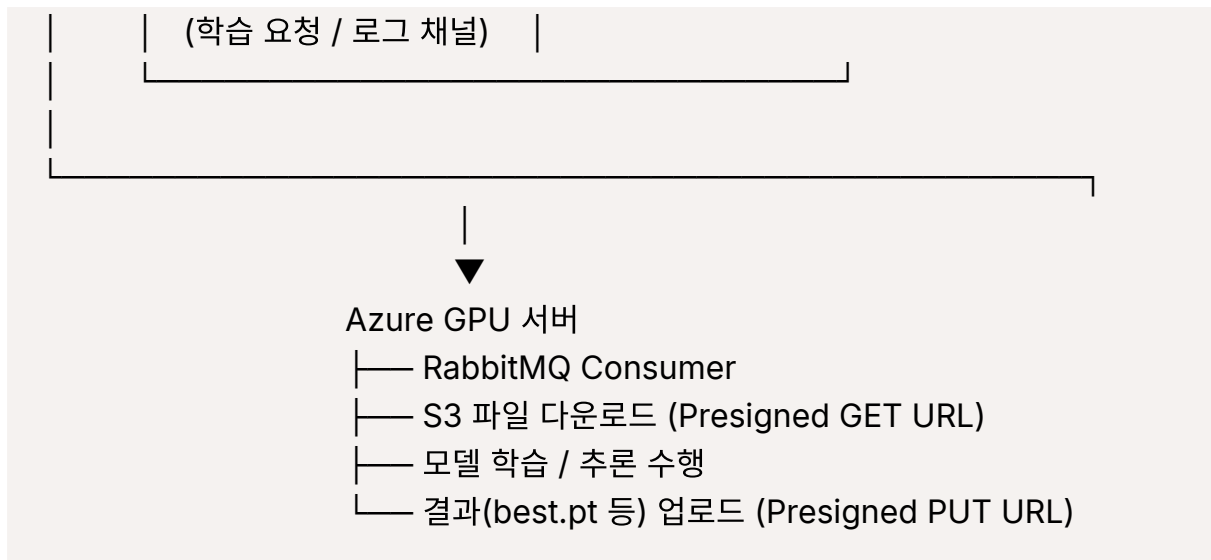 │ │ (학습 요청 / 로그 채널) │
│ └──────────────────────────────┘
│
└─────────────────────────────────────────────┐
│
▼
Azure GPU 서버
├── RabbitMQ Consumer
├── S3 파일 다운로드 (Presigned GET URL)
├── 모델 학습 / 추론 수행
└── 결과(best.pt 등) 업로드 (Presigned PUT URL)